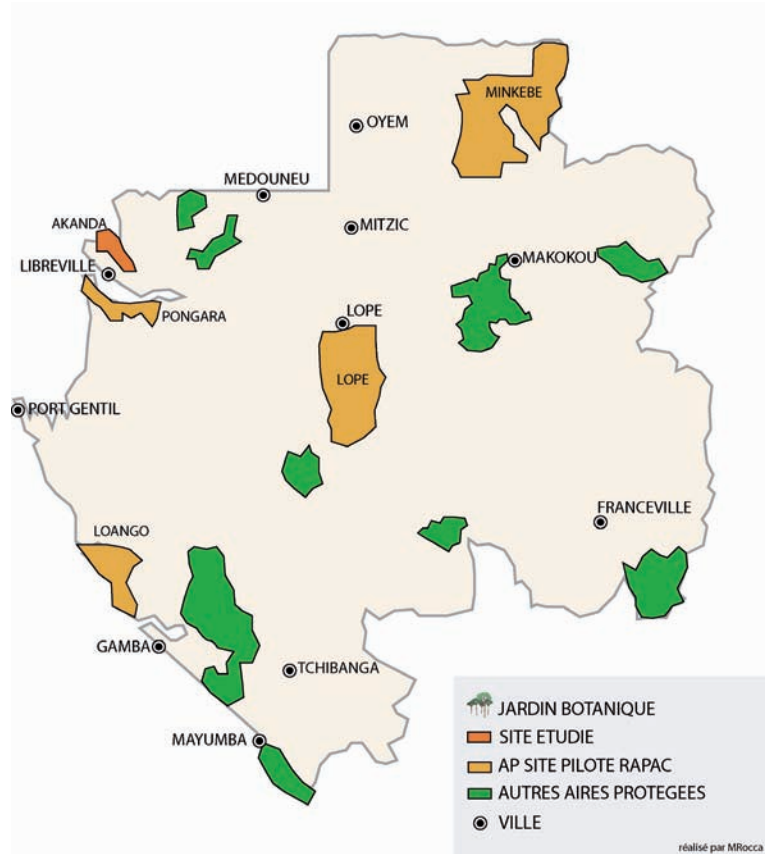 MINKEBE
OYEM
MEDOUNEU
AKANDA
MITZIC
LIBREVILLE
MAKOKOU
PONGARA
LOPE
LOPE
PORT GENTIL
FRANCEVILLE
LOANGO
GAMBA
TCHIBANGA
MAYUMBA
JARDIN BOTANIQUE
SITE ETUDIE
AP SITE PILOTE RAPAC
AUTRES AIRES PROTEGEES
VILLE
réalisé par MRocca